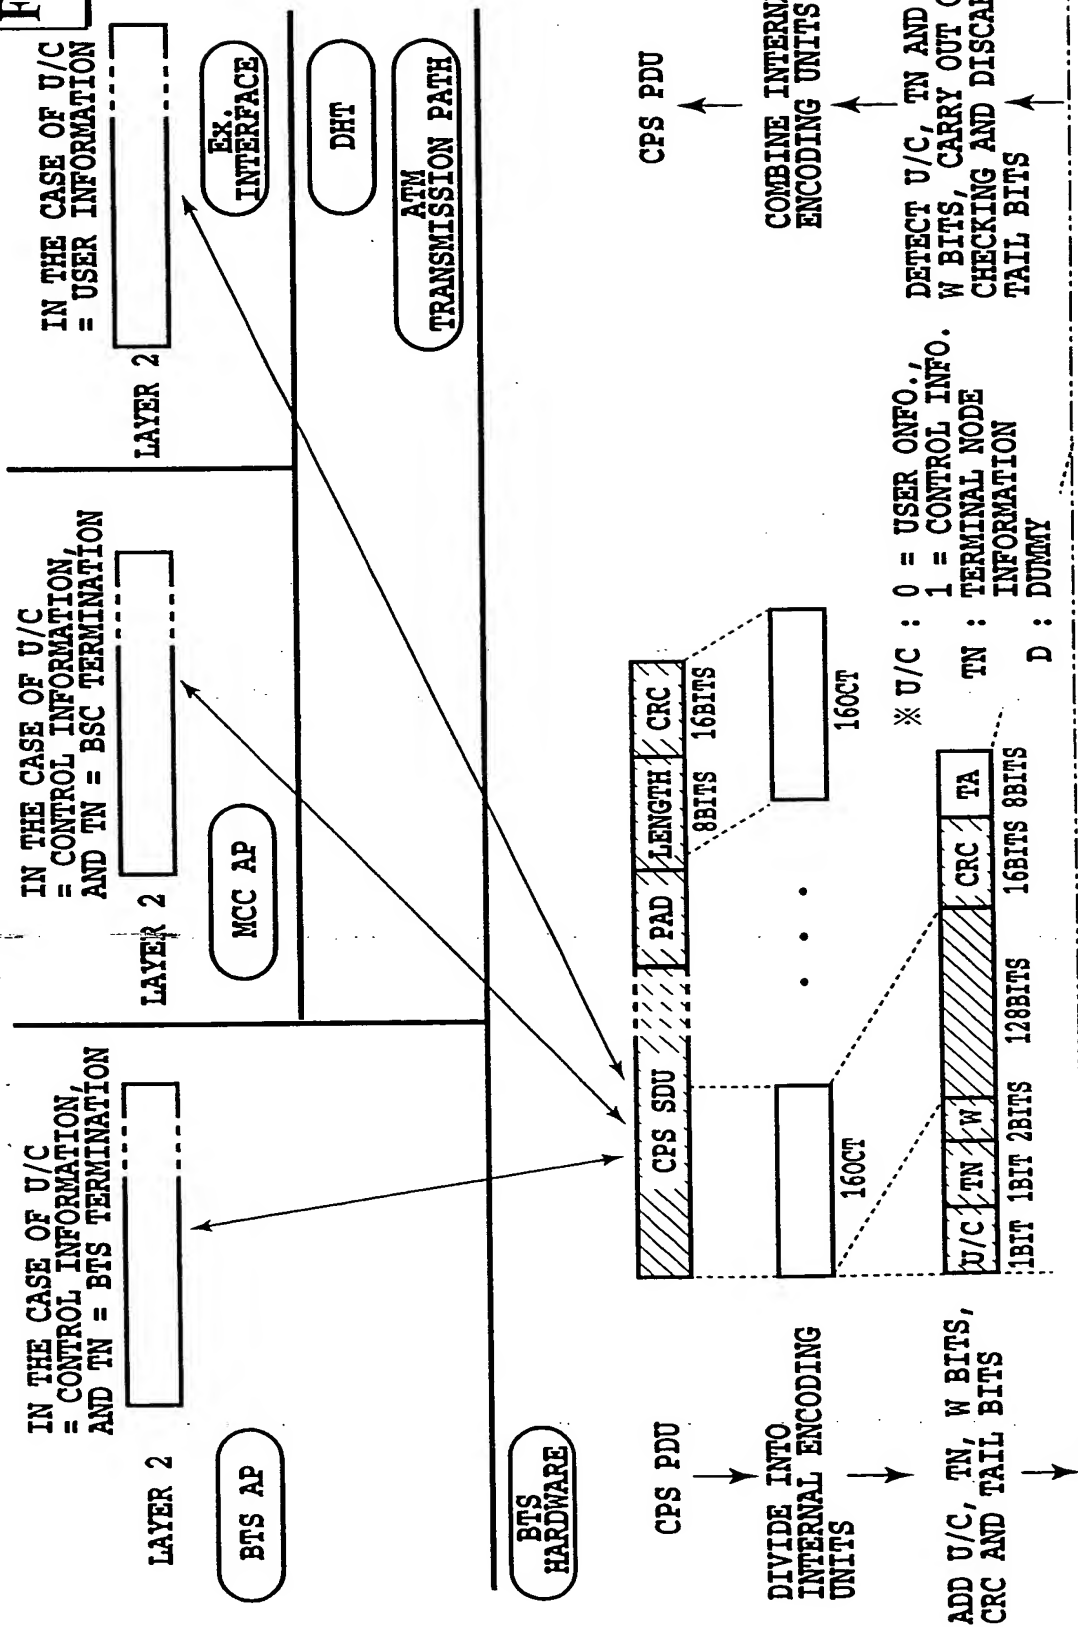 F
IN THE CASE OF U/C
= CONTROL INFORMATION,
AND TN = BTS TERMINATION
LAYER 2
BTS AP
IN THE CASE OF U/C
= CONTROL INFORMATION,
AND TN = BSC TERMINATION
LAYER 2
MCC AP
IN THE CASE OF U/C
= USER INFORMATION
LAYER 2
EX.
INTERFACE
DHT
ATM
TRANSMISSION PATH
BTS
HARDWARE
CPS PDU
DIVIDE INTO
INTERNAL ENCODING
UNITS
ADD U/C, TN, W BITS,
CRC AND TAIL BITS
CPS SDU
PAD
LENGTH
CRC
8BITS
16BITS
16OCT
16OCT
U/C
TN
W
CRC
TA
1BIT
1BIT
2BITS
128BITS
16BITS
8BITS
※ U/C : 0 = USER ONFO.,
1 = CONTROL INFO.
TN : TERMINAL NODE
INFORMATION
D : DUMMY
CPS PDU
COMBINE
ENCODING UNITS
DETECT U/C, TN AND
W BITS, CARRY OUT
CHECKING AND
TAIL BITS